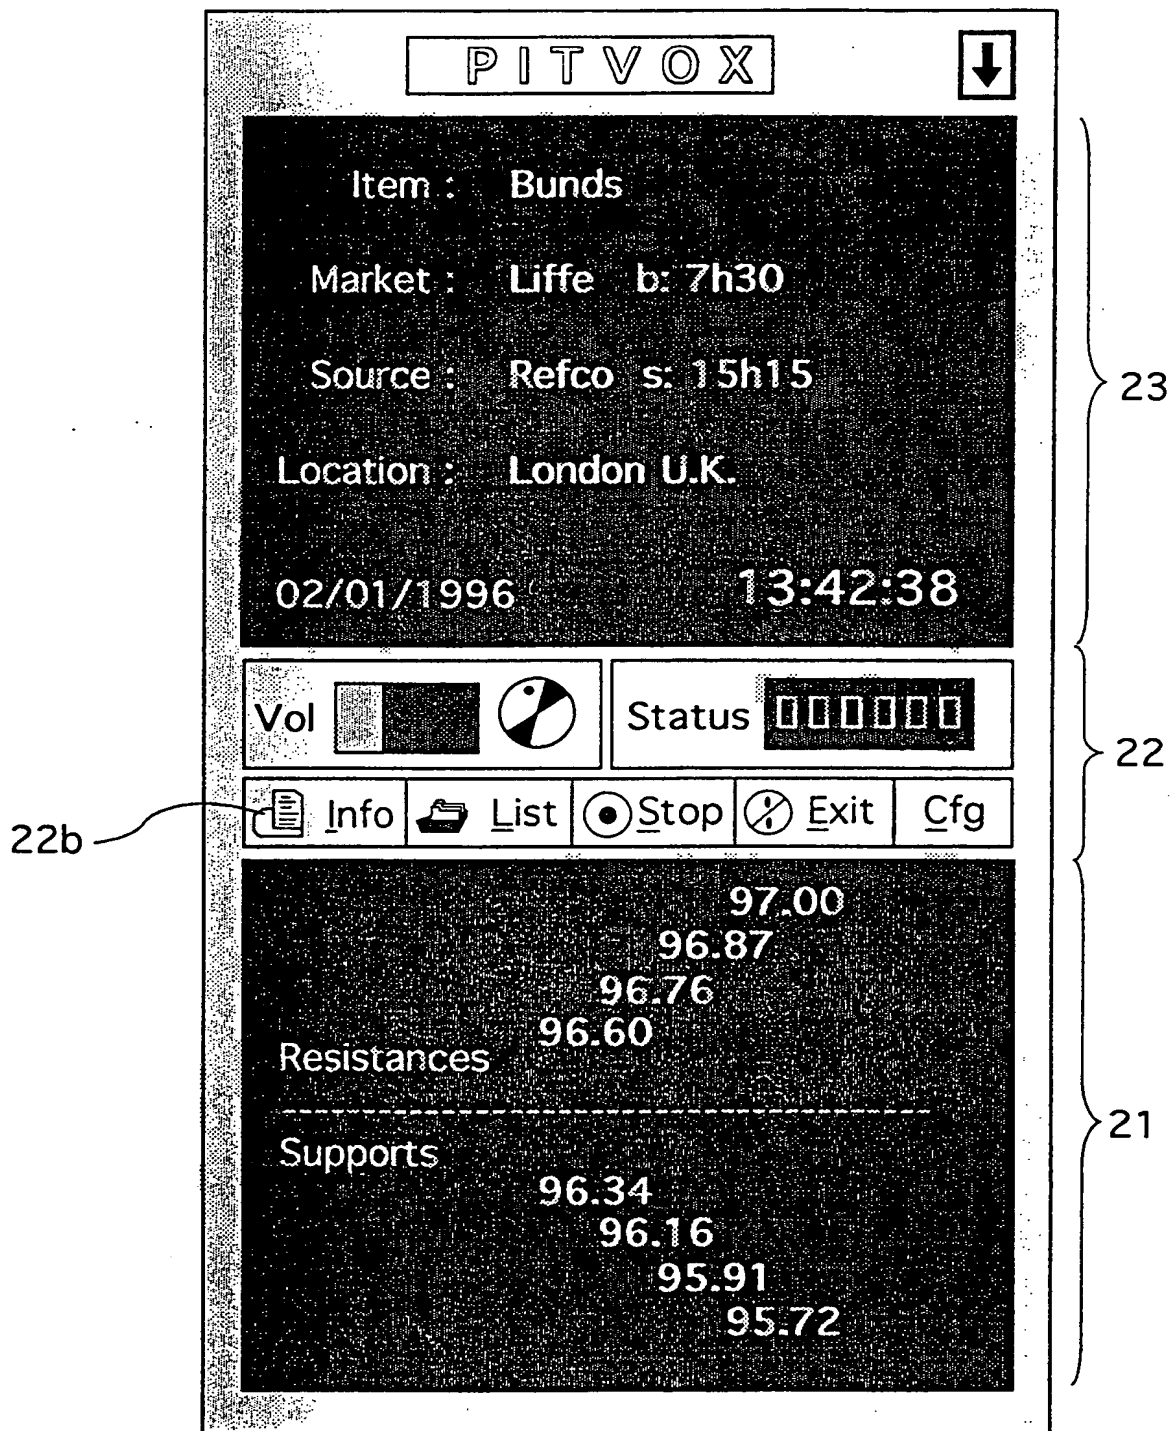 PITVOX
Item : Bunds
Market : Liffe b: 7h30
Source : Refco s: 15h15
Location : London U.K.
02/01/1996 13:42:38
23
Vol Status 000000
22
Info List Stop Exit Cfg
22b
97.00
96.87
96.76
96.60
Resistances
21
Supports
96.34
96.16
95.91
95.72